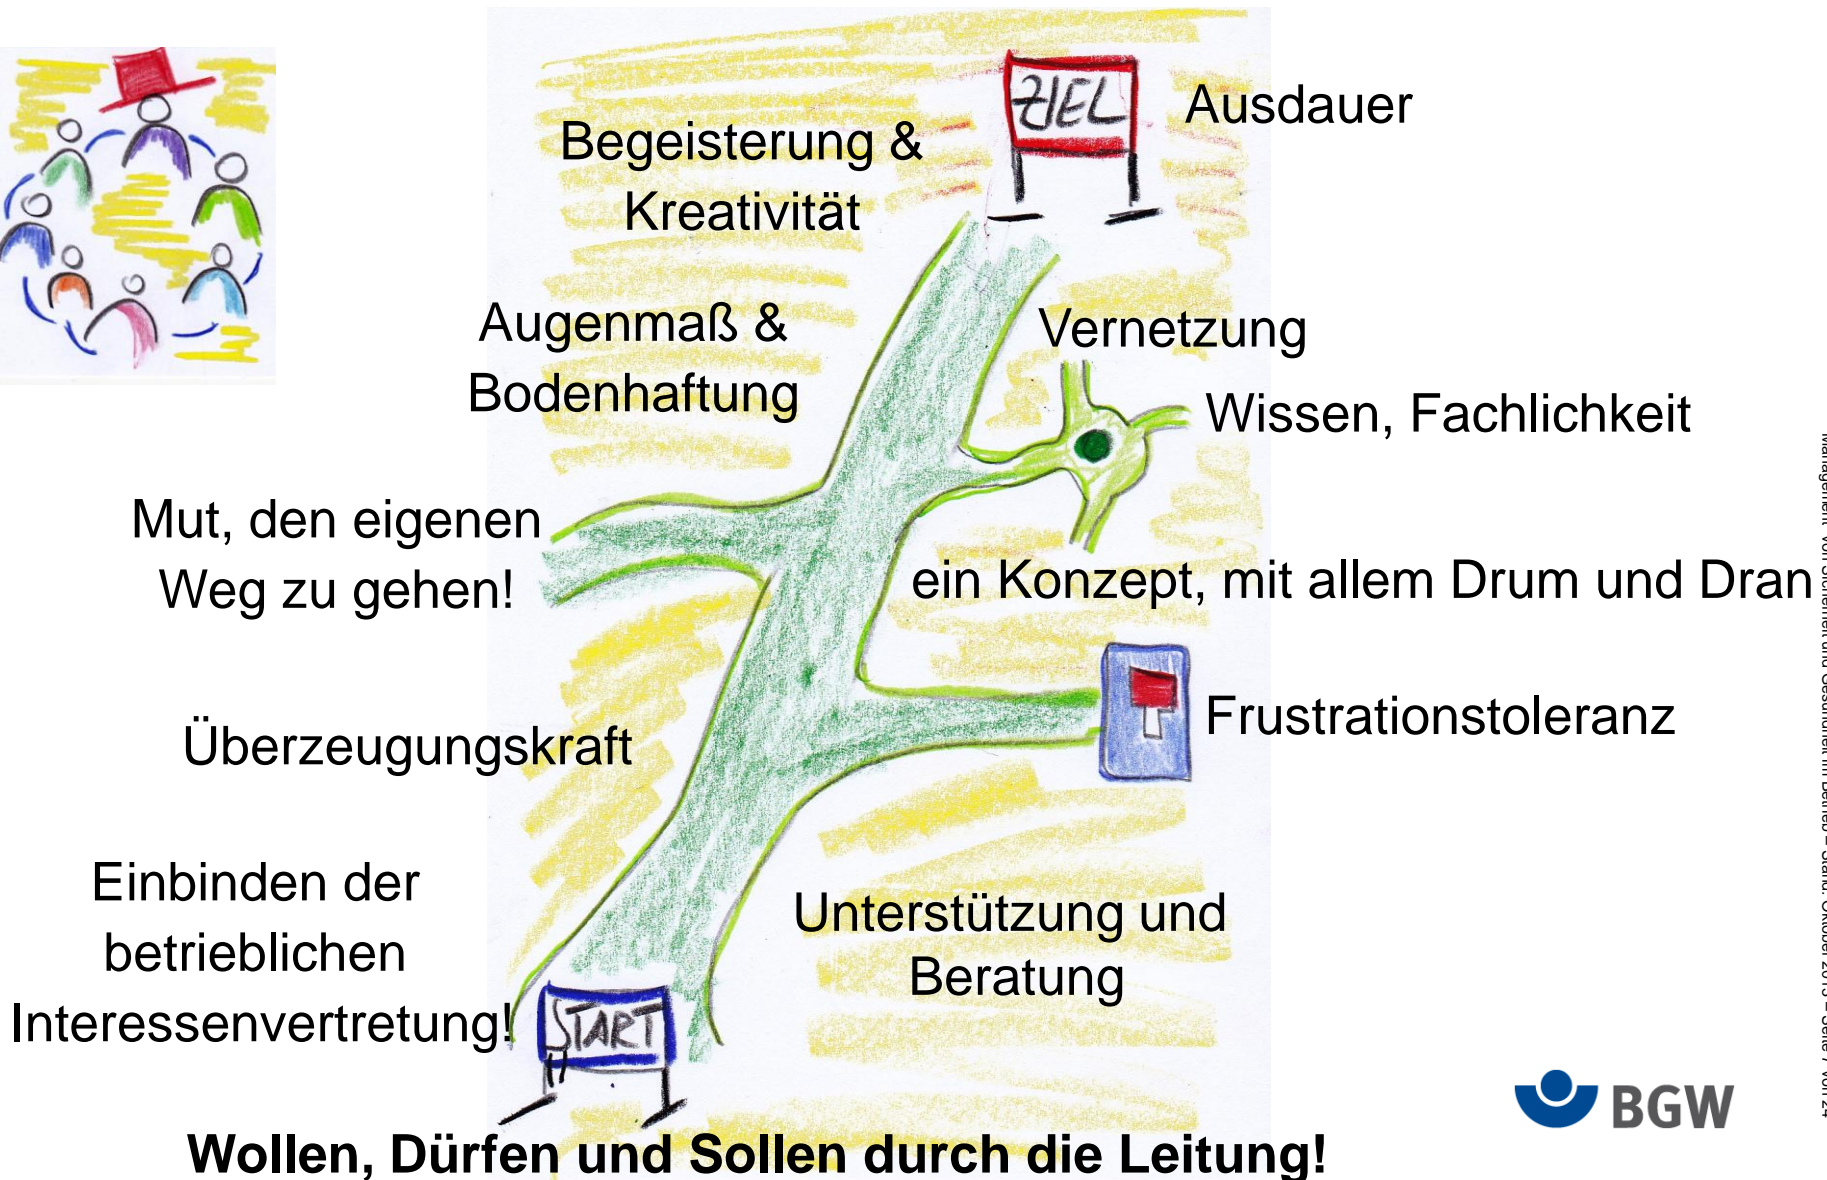 ZIEL
Ausdauer
Begeisterung &
Kreativität
Augenmaß &
Bodenhaftung
Vernetzung
Wissen, Fachlichkeit
Mut, den eigenen
Weg zu gehen!
ein Konzept, mit allem Drum und Dran
Frustrationstoleranz
Überzeugungskraft
Einbinden der
betrieblichen
Interessenvertretung!
Unterstützung und
Beratung
START
BGW
Wollen, Dürfen und Sollen durch die Leitung!